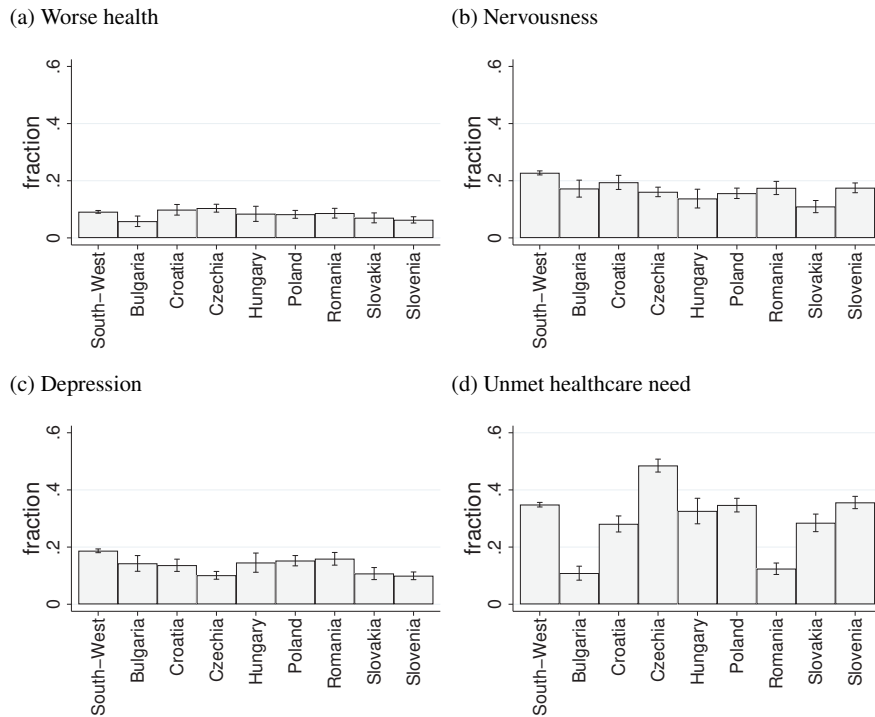 (a) Worse health
fraction
.6
.4
.2
0
South−West
Bulgaria
Croatia
Czechia
Hungary
Poland
Romania
Slovakia
Slovenia
(b) Nervousness
fraction
.6
.4
.2
0
South−West
Bulgaria
Croatia
Czechia
Hungary
Poland
Romania
Slovakia
Slovenia
(c) Depression
fraction
.6
.4
.2
0
South−West
Bulgaria
Croatia
Czechia
Hungary
Poland
Romania
Slovakia
Slovenia
(d) Unmet healthcare need
fraction
.6
.4
.2
0
South−West
Bulgaria
Croatia
Czechia
Hungary
Poland
Romania
Slovakia
Slovenia